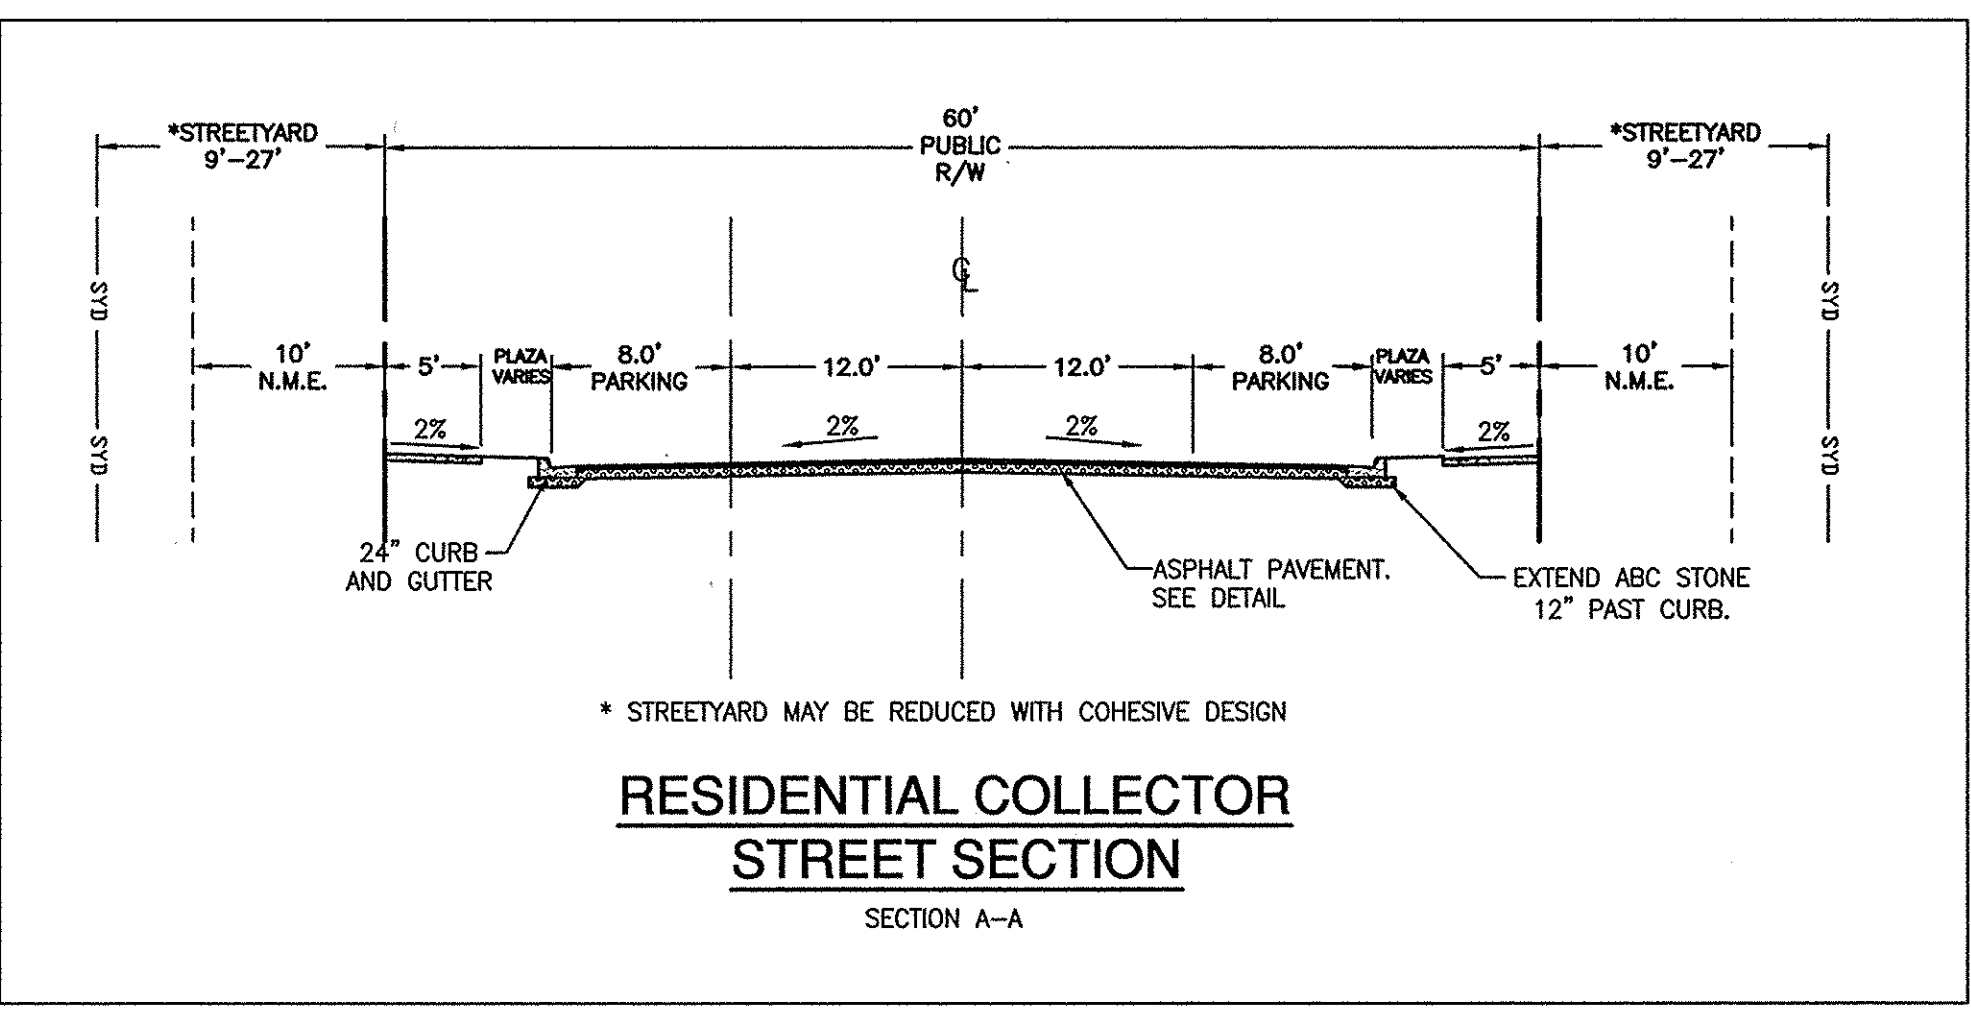 *STREETYARD
9'-27'
60'
PUBLIC
R/W
*STREETYARD
9'-27'
SYD
SYD
SYD
SYD
10'
N.M.E.
5'
PLAZA
VARIES
8.0'
PARKING
12.0'
12.0'
8.0'
PARKING
PLAZA
VARIES
5'
10'
N.M.E.
2%
2%
2%
2%
24" CURB
AND GUTTER
ASPHALT PAVEMENT.
SEE DETAIL
EXTEND ABC STONE
12" PAST CURB.
* STREETYARD MAY BE REDUCED WITH COHESIVE DESIGN
RESIDENTIAL COLLECTOR
STREET SECTION
SECTION A-A